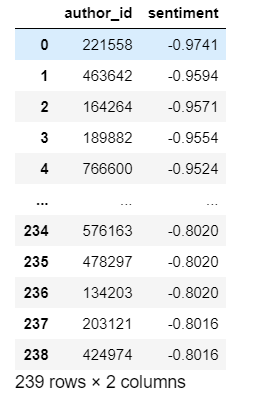 author_id sentiment
0 221558 -0.9741
1 463642 -0.9594
2 164264 -0.9571
3 189882 -0.9554
4 766600 -0.9524
... ... ...
234 576163 -0.8020
235 478297 -0.8020
236 134203 -0.8020
237 203121 -0.8016
238 424974 -0.8016
239 rows × 2 columns